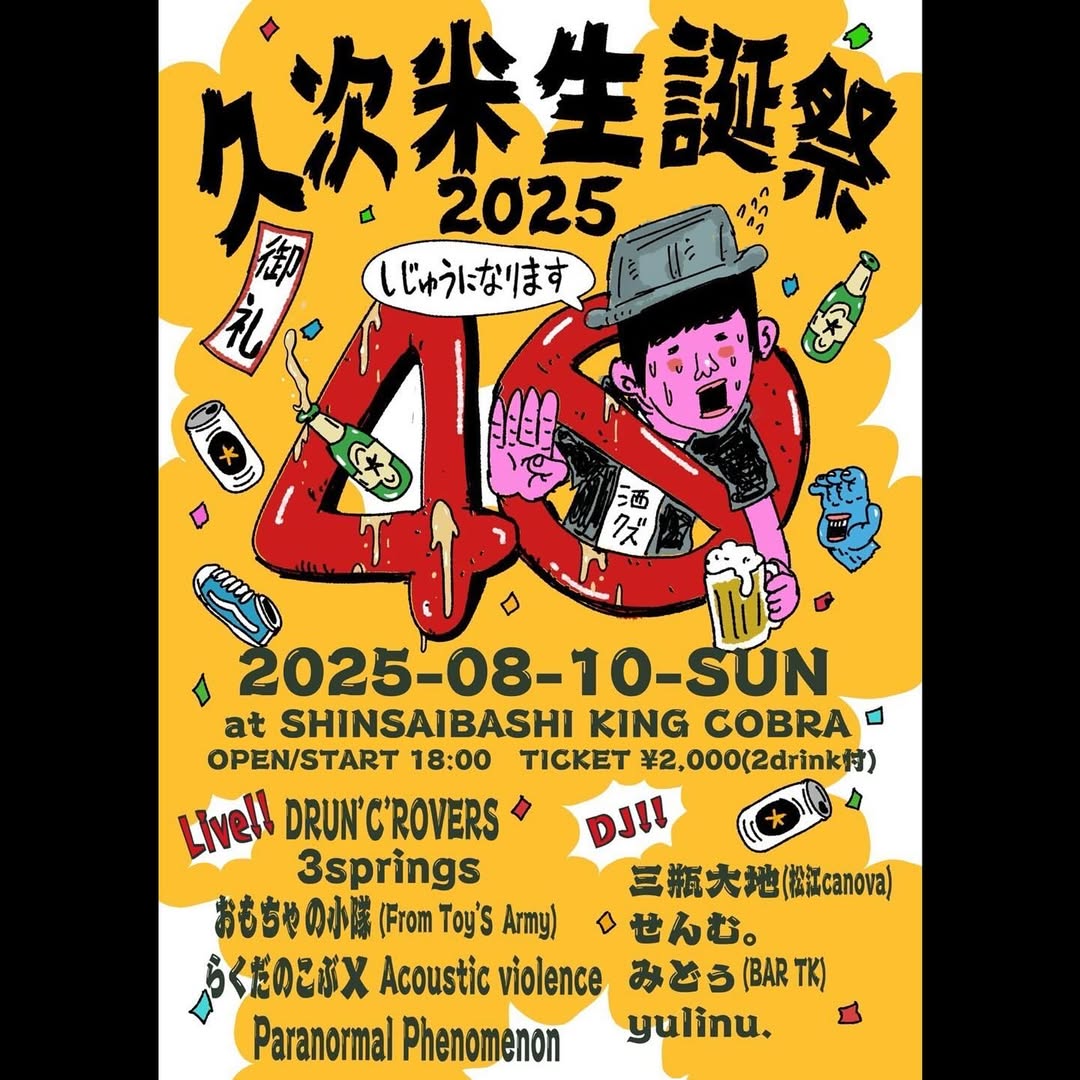 久次米生誕祭
2025
御礼
しじゅうになります
40
酒クズ
2025-08-10-SUN
at SHINSAIBASHI KING COBRA
OPEN/START 18:00 TICKET ¥2,000(2drink付)
Live!!
DRUN'C'ROVERS
3springs
おもちゃの小隊(From Toy'S Army)
らくだのこぶX Acoustic violence
Paranormal Phenomenon
DJ!!
三瓶大地(松江canova)
せんむ。
みどぅ(BAR TK)
yulinu.